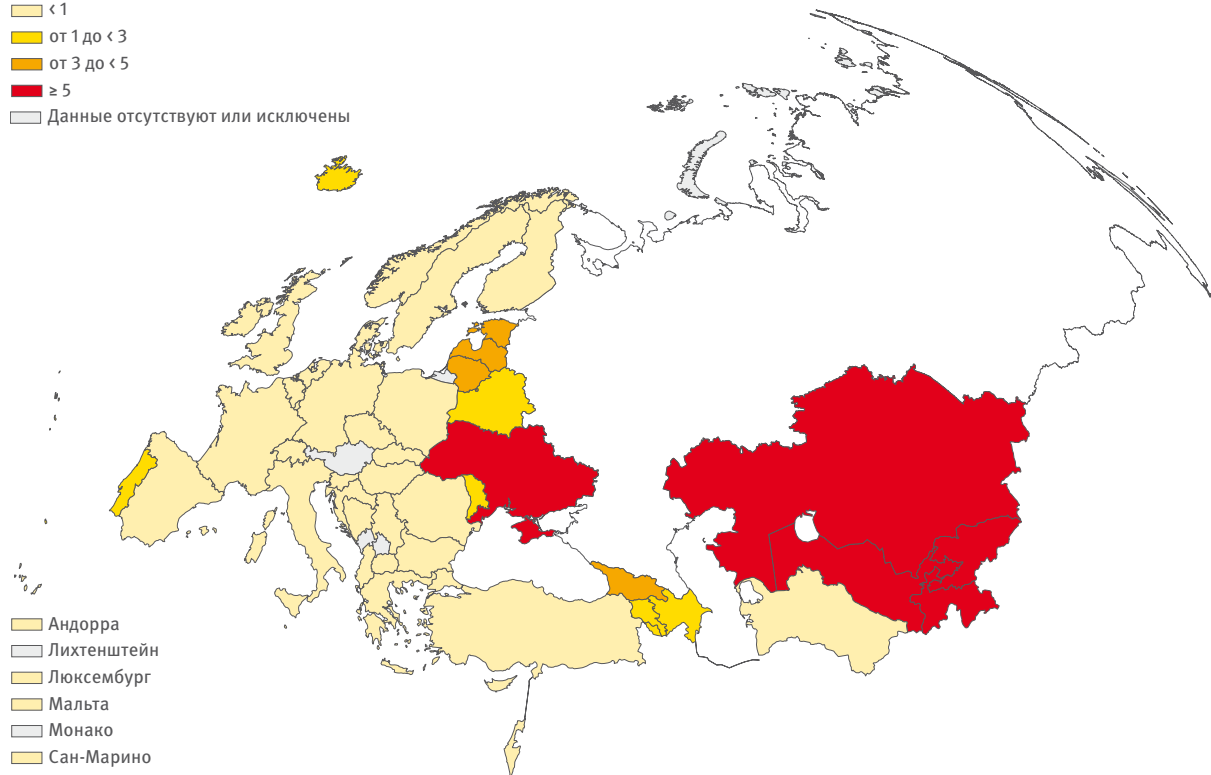 < 1
от 1 до < 3
от 3 до < 5
≥ 5
Данные отсутствуют или исключены
Андорра
Лихтенштейн
Люксембург
Мальта
Монако
Сан-Марино